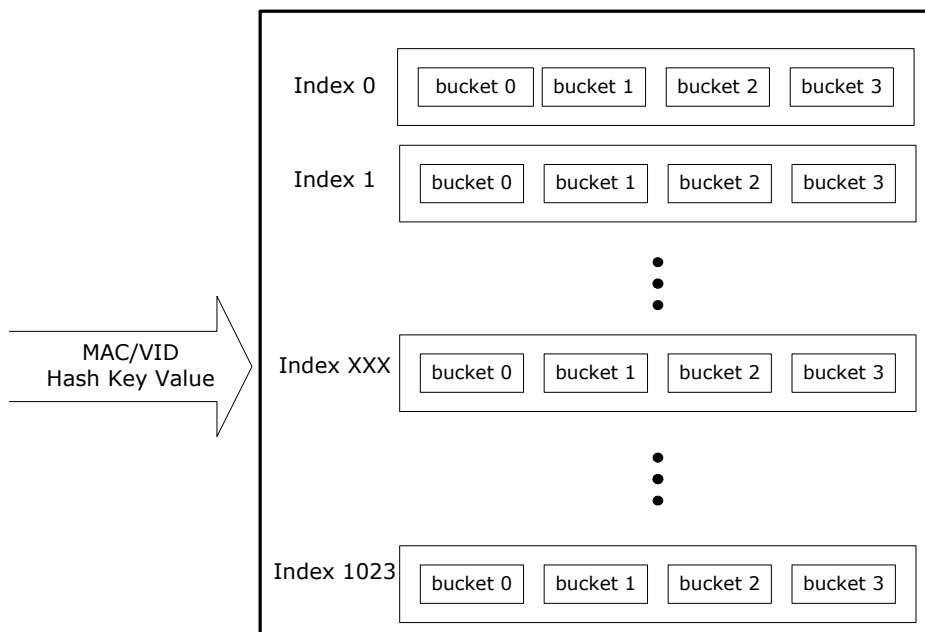 Index 0 bucket 0 bucket 1 bucket 2 bucket 3
Index 1 bucket 0 bucket 1 bucket 2 bucket 3
MAC/VID
Hash Key Value
Index XXX bucket 0 bucket 1 bucket 2 bucket 3
Index 1023 bucket 0 bucket 1 bucket 2 bucket 3